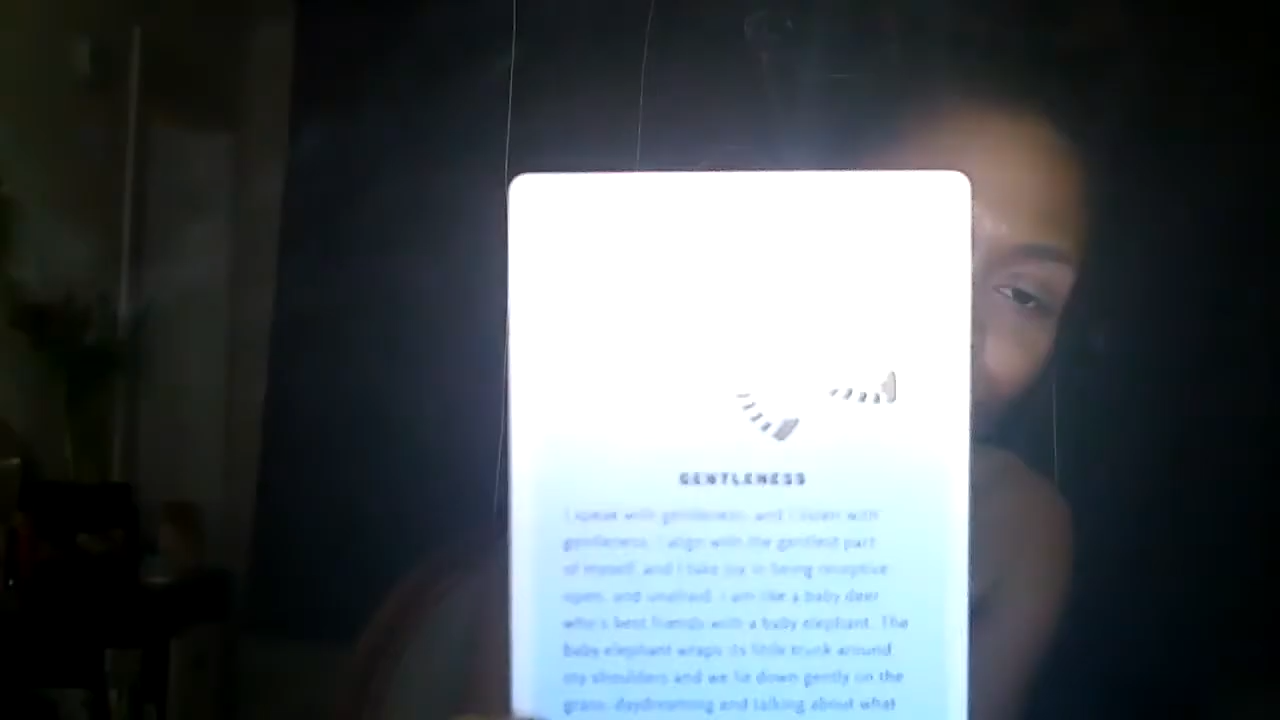 GENTLENESS
I speak with gentleness, and I listen with
gentleness. I align with the gentlest part
of myself, and I take joy in being receptive,
open, and unafraid. I am like a baby deer
who's best friends with a baby elephant. The
baby elephant wraps its little trunk around
my shoulders and we lie down gently on the
grass, daydreaming and talking about what